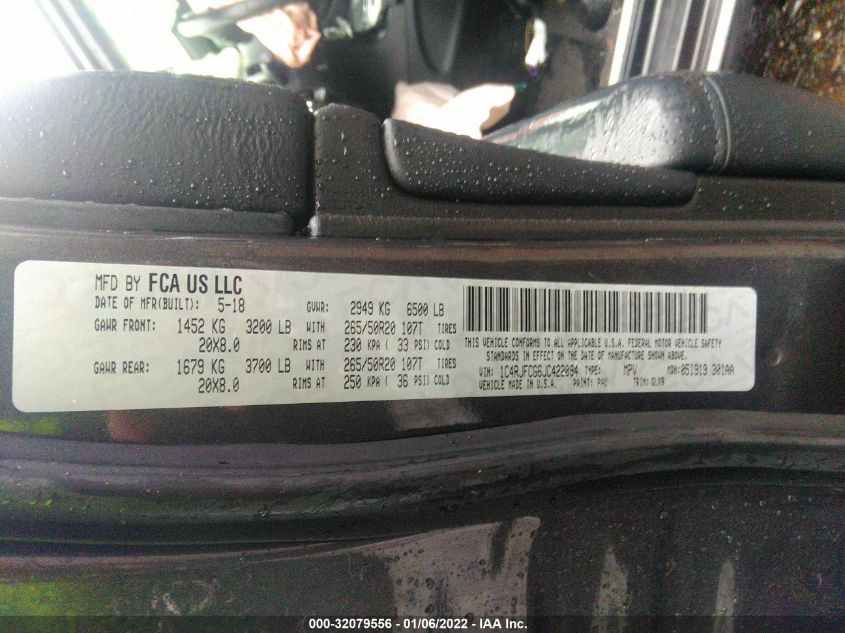 MFD BY FCA US LLC
DATE OF MFR(BUILT): 5-18 GVWR: 2949 KG 6500 LB
GAWR FRONT: 1452 KG 3200 LB WITH 265/50R20 107T TIRES
20X8.0 RIMS AT 230 KPA ( 33 PSI) COLD
GAWR REAR: 1679 KG 3700 LB WITH 265/50R20 107T TIRES
20X8.0 RIMS AT 250 KPA ( 36 PSI) COLD
THIS VEHICLE CONFORMS TO ALL APPLICABLE U.S.A. FEDERAL MOTOR VEHICLE SAFETY
STANDARDS IN EFFECT ON THE DATE OF MANUFACTURE SHOWN ABOVE.
VIN: 1C4RJFCG6JC422094 TYPE: MPV MDH: 051919 301AA
VEHICLE MADE IN U.S.A. PAINT: PAU TRIM: GLX9
000-32079556 - 01/06/2022 - IAA Inc.